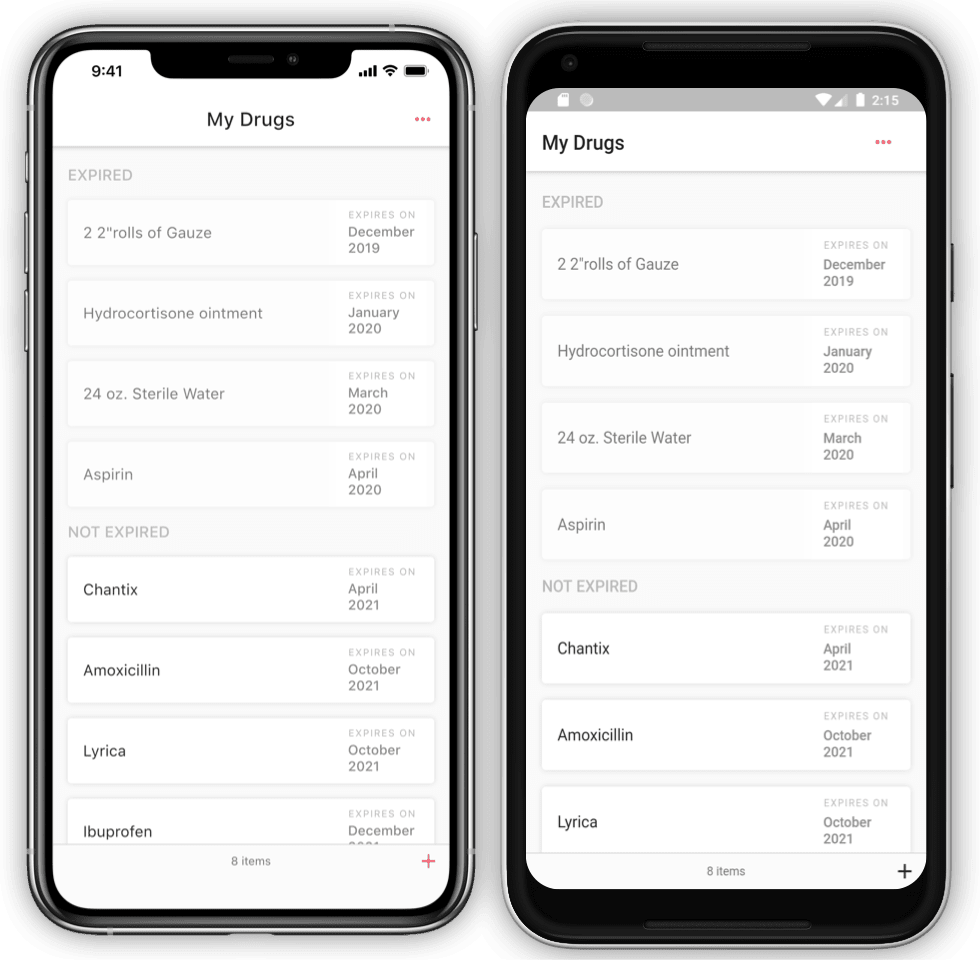 9:41
My Drugs
EXPIRED
2 2"rolls of Gauze
EXPIRES ON
December
2019
Hydrocortisone ointment
EXPIRES ON
January
2020
24 oz. Sterile Water
EXPIRES ON
March
2020
Aspirin
EXPIRES ON
April
2020
NOT EXPIRED
Chantix
EXPIRES ON
April
2021
Amoxicillin
EXPIRES ON
October
2021
Lyrica
EXPIRES ON
October
2021
Ibuprofen
EXPIRES ON
December
8 items
2:15
My Drugs
EXPIRED
2 2"rolls of Gauze
EXPIRES ON
December
2019
Hydrocortisone ointment
EXPIRES ON
January
2020
24 oz. Sterile Water
EXPIRES ON
March
2020
Aspirin
EXPIRES ON
April
2020
NOT EXPIRED
Chantix
EXPIRES ON
April
2021
Amoxicillin
EXPIRES ON
October
2021
Lyrica
EXPIRES ON
October
2021
8 items